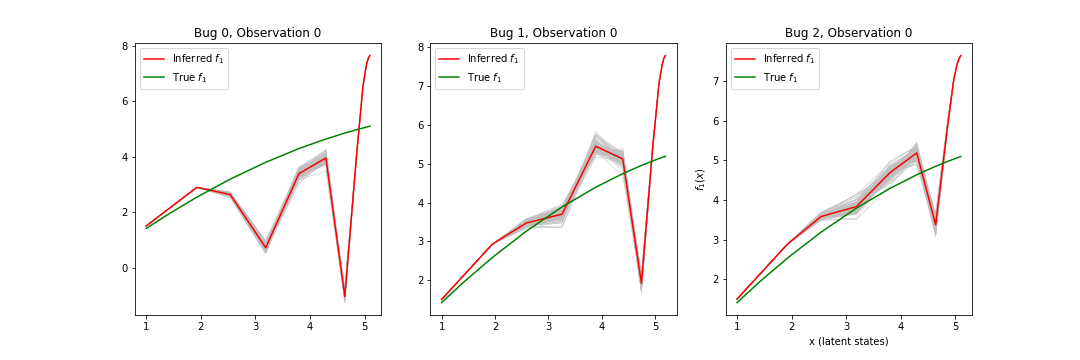 Bug 0, Observation 0
Inferred f₁
True f₁
8
6
4
2
0
1 2 3 4 5
Bug 1, Observation 0
Inferred f₁
True f₁
8
7
6
5
4
3
2
1 2 3 4 5
Bug 2, Observation 0
Inferred f₁
True f₁
f₁(x)
7
6
5
4
3
2
1 2 3 4 5
x (latent states)